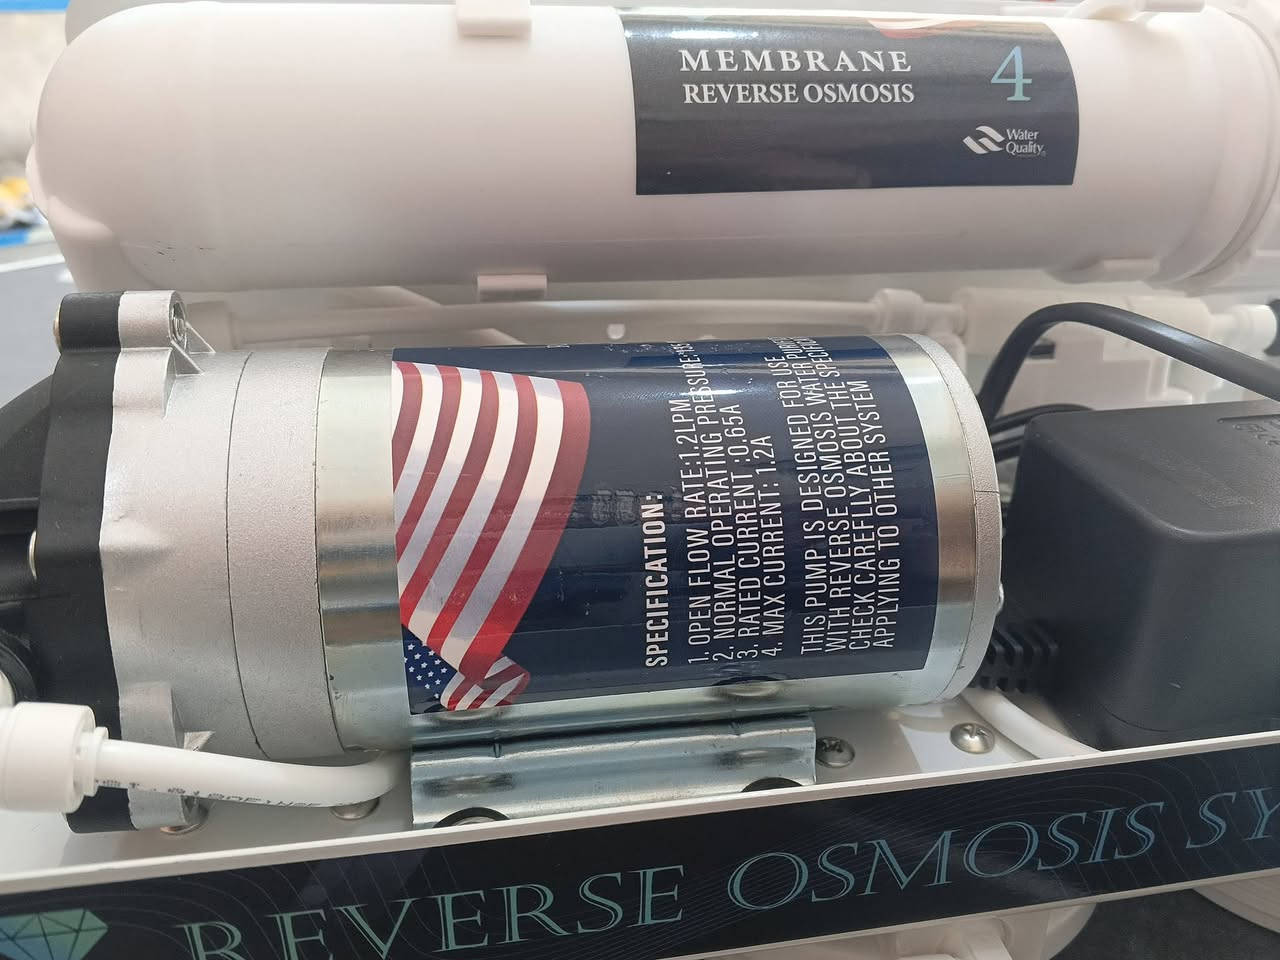 MEMBRANE
REVERSE OSMOSIS
4
Water
Quality
SPECIFICATION:
1. OPEN FLOW RATE:1.2LPM
2. NORMAL OPERATING PRESSURE:
3. RATED CURRENT :0.65A
4. MAX CURRENT: 1.2A
THIS PUMP IS DESIGNED FOR USE
WITH REVERSE OSMOSIS WATER
CHECK CAREFLLY ABOUT THE
APPLYING TO OTHER SYSTEM
REVERSE OSMOSIS SY